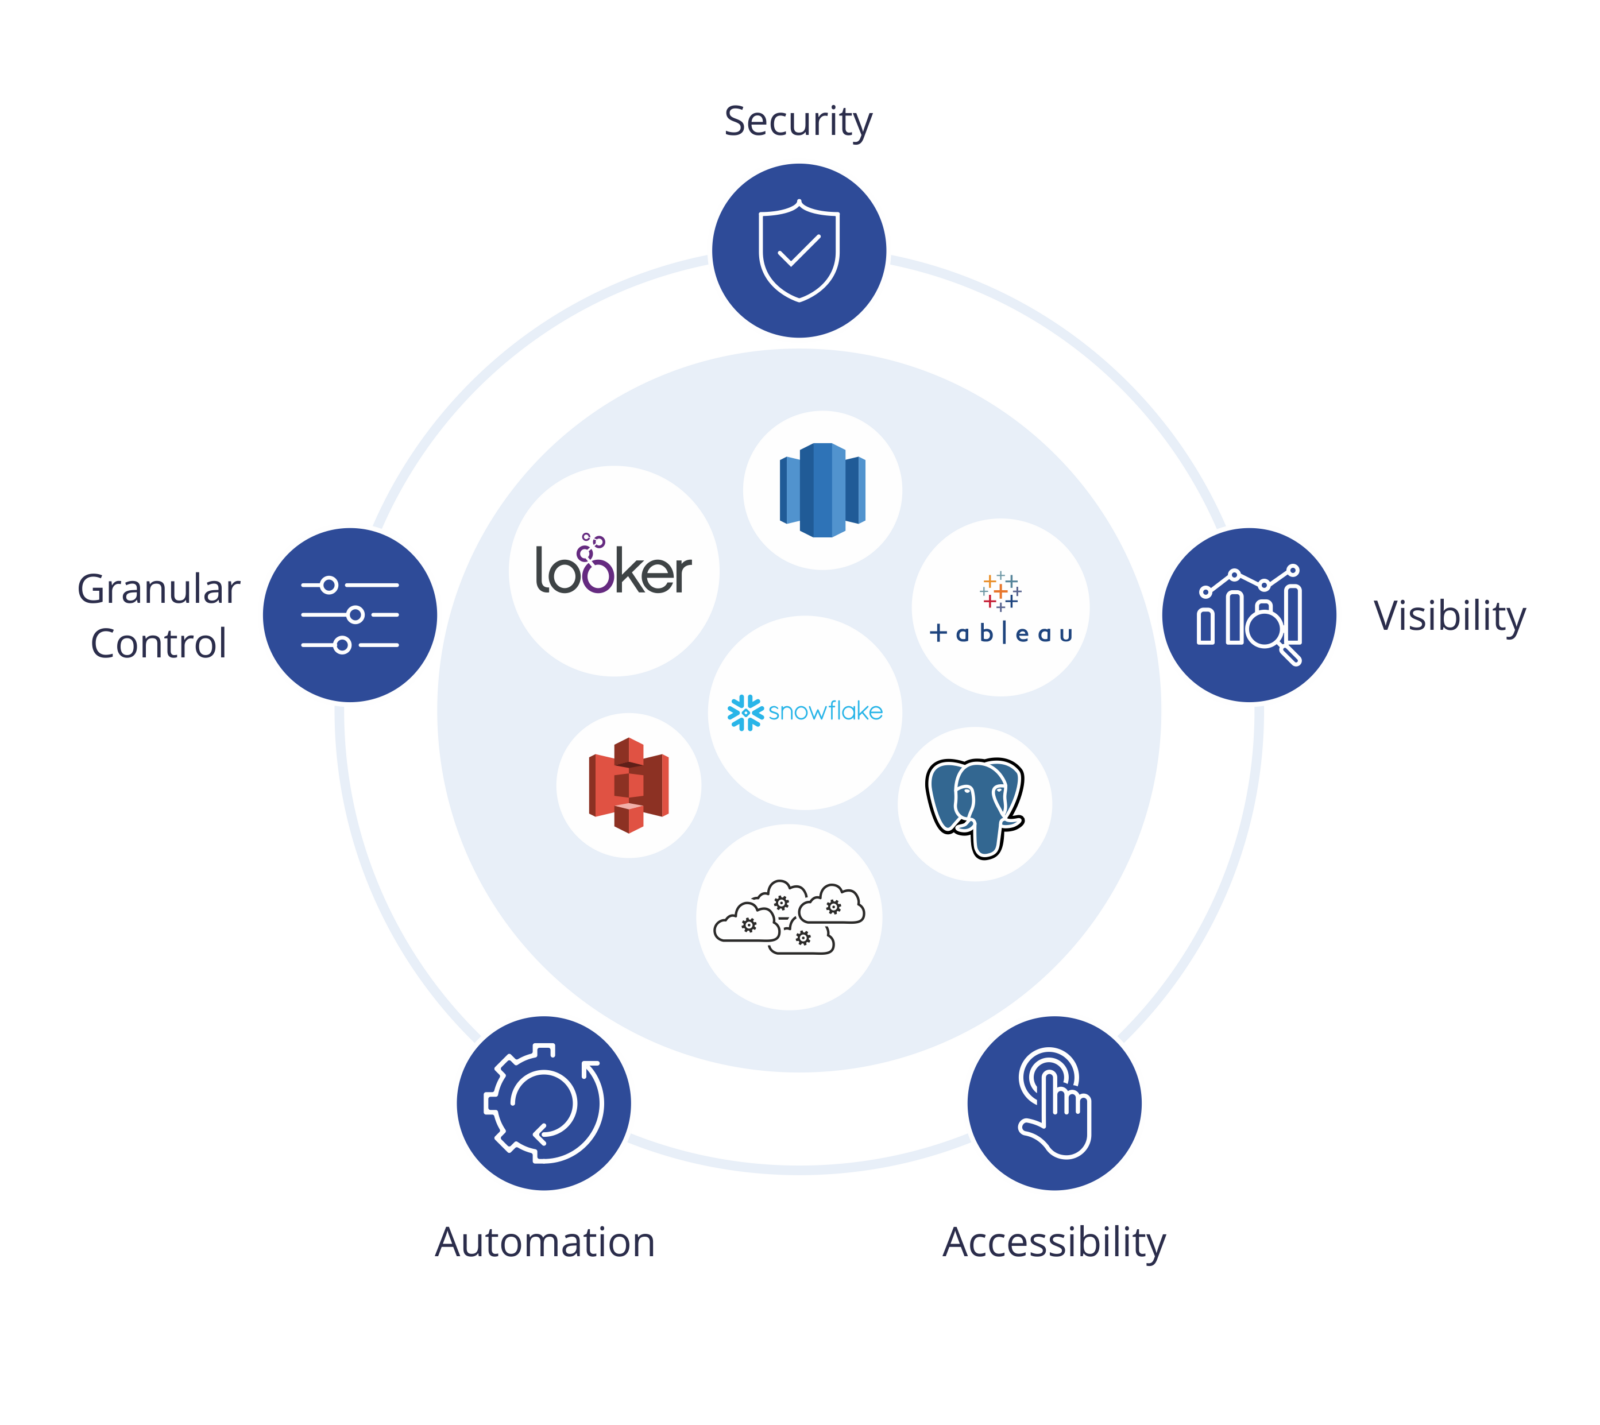 Security
looker
tableau
Granular
Control
Visibility
snowflake
Automation
Accessibility